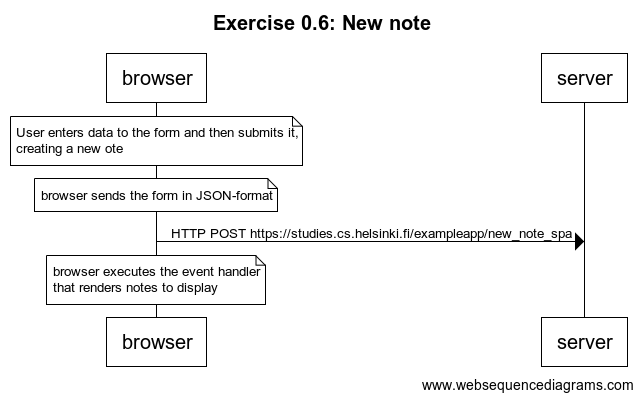 Exercise 0.6: New note
browser
server
User enters data to the form and then submits it,
creating a new ote
browser sends the form in JSON-format
HTTP POST https://studies.cs.helsinki.fi/exampleapp/new_note_spa
browser executes the event handler
that renders notes to display
browser
server
www.websequencediagrams.com